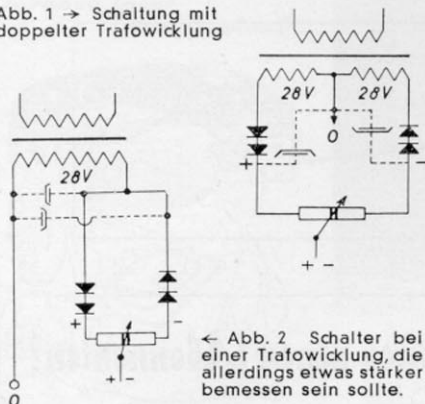 Abb. 1 → Schaltung mit
doppelter Trafowicklung
28V
28V
0
+
-
+ -
28V
+
-
+ -
0
← Abb. 2 Schalter bei
einer Trafowicklung, die
allerdings etwas stärker
bemessen sein sollte.